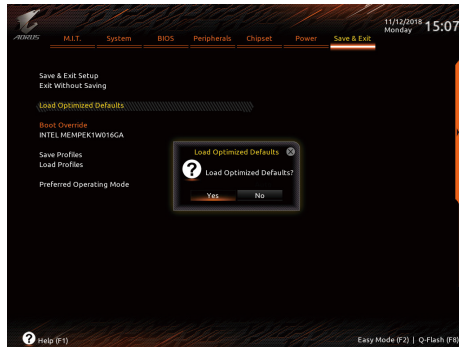 11/12/2018 15:07
Monday
AORUS
M.I.T. System BIOS Peripherals Chipset Power Save & Exit
Save & Exit Setup
Exit Without Saving
Load Optimized Defaults
Boot Override
INTEL MEMPEK1W016GA
Save Profiles
Load Profiles
Preferred Operating Mode
Load Optimized Defaults
Load Optimized Defaults?
Yes No
Help (F1) Easy Mode (F2) | Q-Flash (F8)